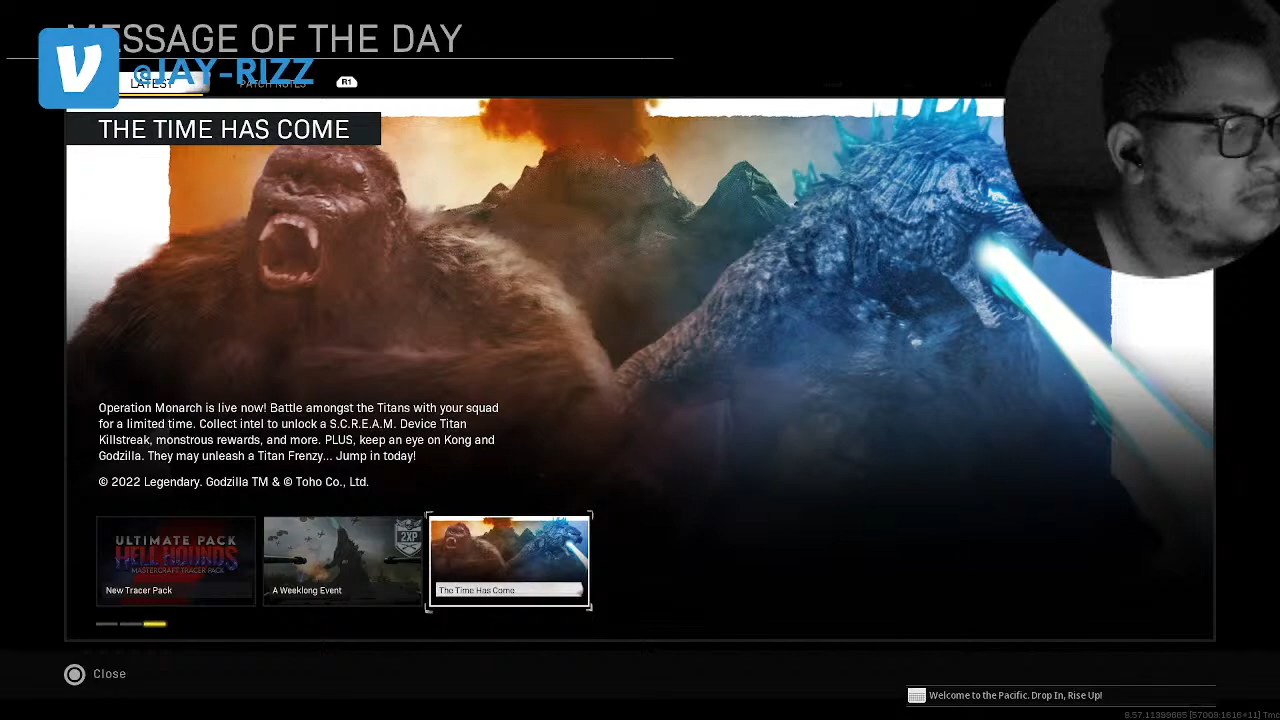 MESSAGE OF THE DAY
@JAY-RIZZ
LATEST
PATCH NOTES
R1
THE TIME HAS COME
Operation Monarch is live now! Battle amongst the Titans with your squad
for a limited time. Collect intel to unlock a S.C.R.E.A.M. Device Titan
Killstreak, monstrous rewards, and more. PLUS, keep an eye on Kong and
Godzilla. They may unleash a Titan Frenzy... Jump in today!
© 2022 Legendary. Godzilla TM & © Toho Co., Ltd.
ULTIMATE PACK
HELL HOUNDS
MASTERCRAFT TRACER PACK
New Tracer Pack
2XP
A Weeklong Event
The Time Has Come
Close
Welcome to the Pacific. Drop In, Rise Up!